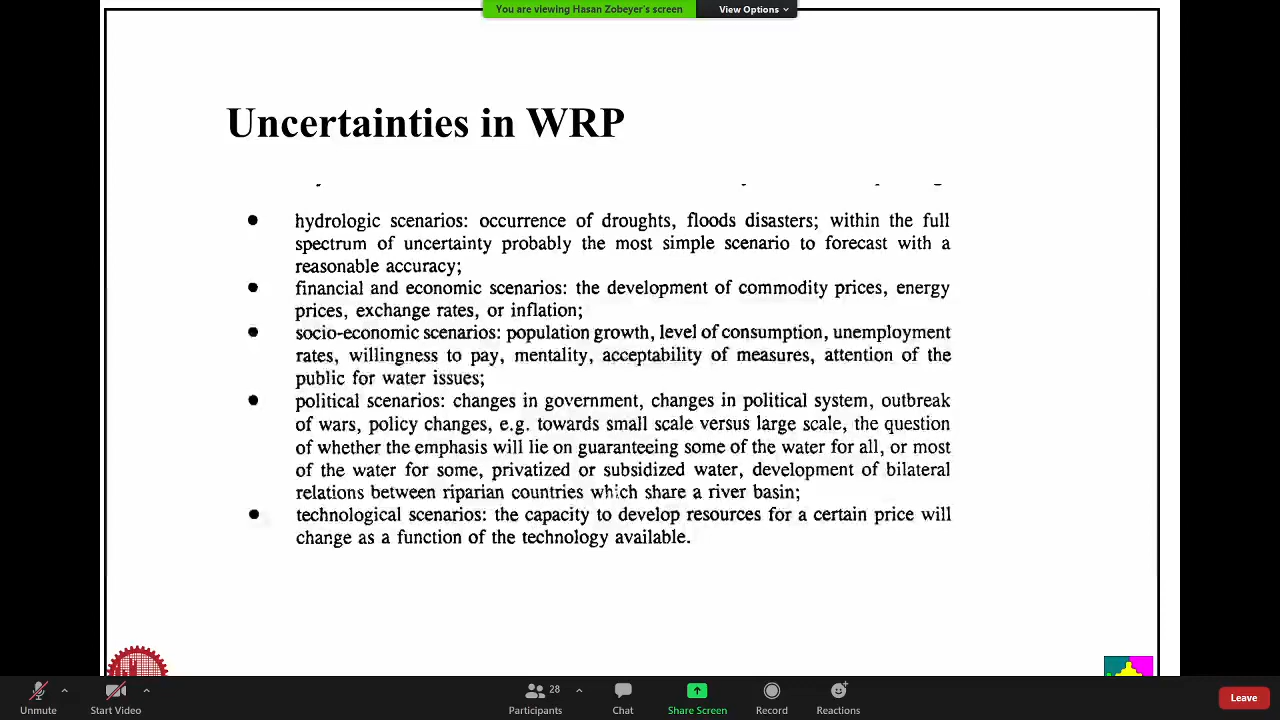 You are viewing Hasan Zobeyer's screen
View Options
Uncertainties in WRP
hydrologic scenarios: occurrence of droughts, floods disasters; within the full
spectrum of uncertainty probably the most simple scenario to forecast with a
reasonable accuracy;
financial and economic scenarios: the development of commodity prices, energy
prices, exchange rates, or inflation;
socio-economic scenarios: population growth, level of consumption, unemployment
rates, willingness to pay, mentality, acceptability of measures, attention of the
public for water issues;
political scenarios: changes in government, changes in political system, outbreak
of wars, policy changes, e.g. towards small scale versus large scale, the question
of whether the emphasis will lie on guaranteeing some of the water for all, or most
of the water for some, privatized or subsidized water, development of bilateral
relations between riparian countries which share a river basin;
technological scenarios: the capacity to develop resources for a certain price will
change as a function of the technology available.
Unmute
Start Video
28
Participants
Chat
Share Screen
Record
Reactions
Leave